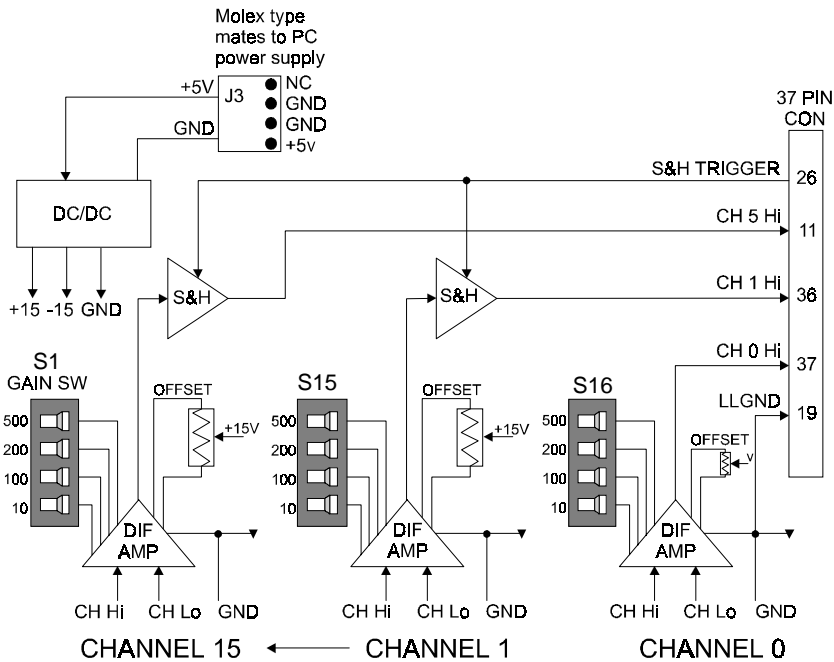 Molex type
mates to PC
power supply
+5V
J3
NC
GND
GND
+5v
GND
37 PIN
CON
S&H TRIGGER
26
DC/DC
CH 5 Hi
11
+15 -15 GND
S&H
S&H
CH 1 Hi
36
CH 0 Hi
37
LLGND
19
S1
GAIN SW
500
200
100
10
OFFSET
+15V
S15
500
200
100
10
OFFSET
+15V
S16
500
200
100
10
OFFSET
v
DIF
AMP
DIF
AMP
DIF
AMP
CH Hi CH Lo GND
CH Hi CH Lo GND
CH Hi CH Lo GND
CHANNEL 15
CHANNEL 1
CHANNEL 0